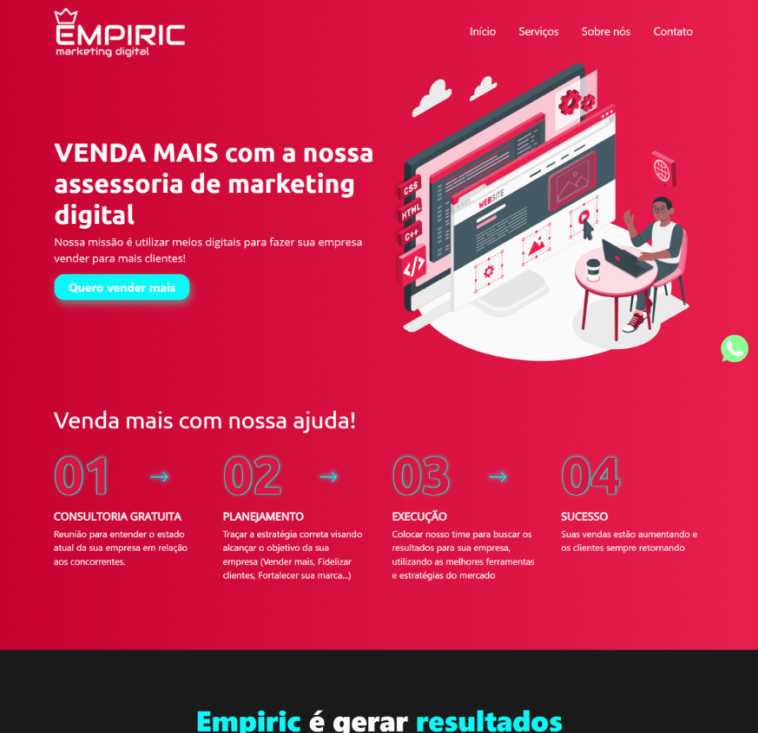 EMPIRIC
marketing digital
Início Serviços Sobre nós Contato
VENDA MAIS com a nossa
assessoria de marketing
digital
Nossa missão é utilizar meios digitais para fazer sua empresa
vender para mais clientes!
Quero vender mais
CSS
HTML
C++
</>
WEBSITE
Venda mais com nossa ajuda!
01 → 02 → 03 → 04
CONSULTORIA GRATUITA
Reunião para entender o estado
atual da sua empresa em relação
aos concorrentes.
PLANEJAMENTO
Traçar a estratégia correta visando
alcançar o objetivo da sua
empresa (Vender mais, Fidelizar
clientes, Fortalecer sua marca...)
EXECUÇÃO
Colocar nosso time para buscar os
resultados para sua empresa,
utilizando as melhores ferramentas
e estratégias do mercado
SUCESSO
Suas vendas estão aumentando e
os clientes sempre retornando
Empiric é gerar resultados